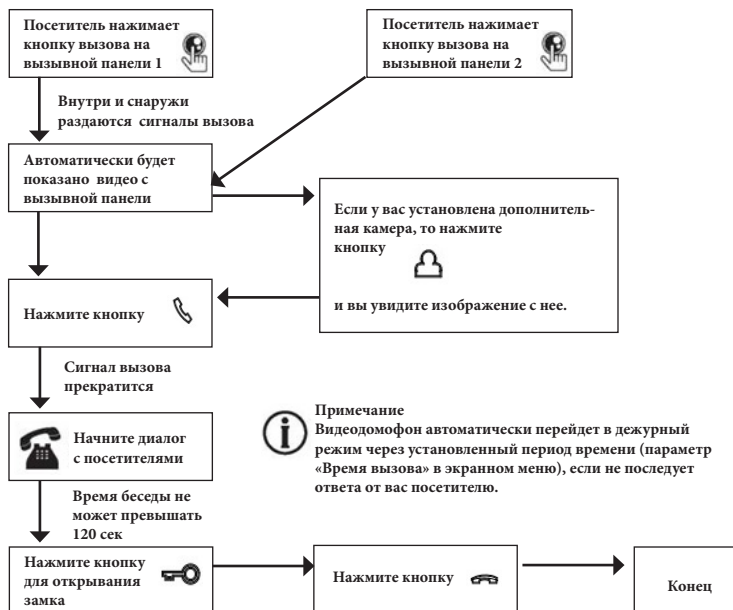 Посетитель нажимает
кнопку вызова на
вызывной панели 1
Посетитель нажимает
кнопку вызова на
вызывной панели 2
Внутри и снаружи
раздаются сигналы вызова
Автоматически будет
показано видео с
вызывной панели
Если у вас установлена дополнитель-
ная камера, то нажмите
кнопку
и вы увидите изображение с нее.
Нажмите кнопку
Сигнал вызова
прекратится
Начните диалог
с посетителями
Примечание
Видеодомофон автоматически перейдет в дежурный
режим через установленный период времени (параметр
«Время вызова» в экранном меню), если не последует
ответа от вас посетителю.
Время беседы не
может превышать
120 сек
Нажмите кнопку
для открывания
замка
Нажмите кнопку
Конец